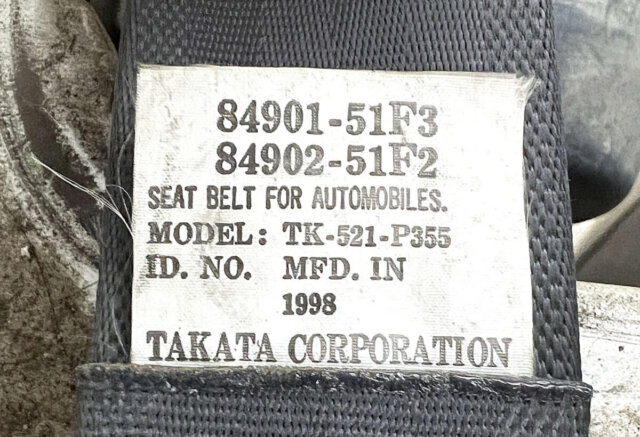 84901-51F3
84902-51F2
SEAT BELT FOR AUTOMOBILES.
MODEL: TK-521-P355
ID. NO. MFD. IN
1998
TAKATA CORPORATION